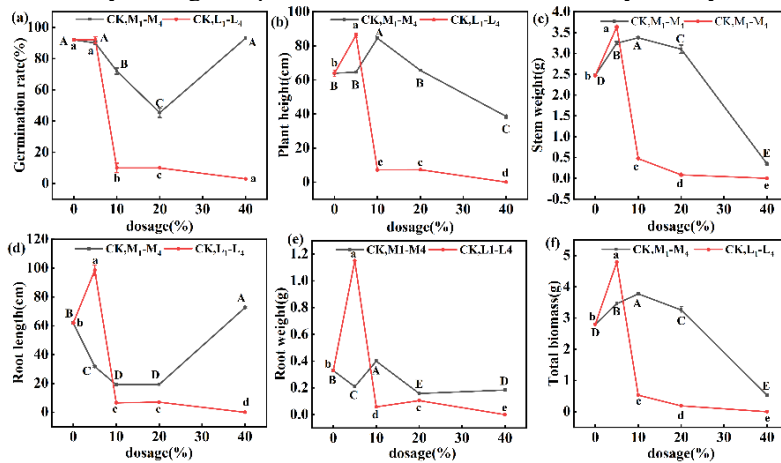 (a)
CK,M₁-M₄ CK,L₁-L₄
100
80
60
40
20
0
Germination rate(%)
A
a
A
a
B
C
A
b
c
a
0 10 20 30 40
dosage(%)
(b)
CK,M₁-M₄ CK,L₁-L₄
100
80
60
40
20
0
Plant height(cm)
b
B
a
B
A
B
C
c
c
d
0 10 20 30 40
dosage(%)
(c)
CK,M₁-M₄ CK,M₁-M₄
4.0
3.5
3.0
2.5
2.0
1.5
1.0
0.5
0.0
-0.5
Stem weight(g)
b
D
a
B
A
C
E
c
d
e
0 10 20 30 40
dosage(%)
(d)
CK,M₁-M₄ CK,L₁-L₄
120
100
80
60
40
20
0
Root length(cm)
B
b
a
C
D
D
A
c
c
d
0 10 20 30 40
dosage(%)
(e)
CK,M1-M4 CK,L1-L4
1.2
1.0
0.8
0.6
0.4
0.2
0.0
Root weight(g)
b
B
a
C
A
E
D
d
c
e
0 10 20 30 40
dosage(%)
(f)
CK,M₁-M₄ CK,L₁-L₄
5
4
3
2
1
0
Total biomass(g)
b
D
a
B
A
C
E
c
d
e
0 10 20 30 40
dosage(%)